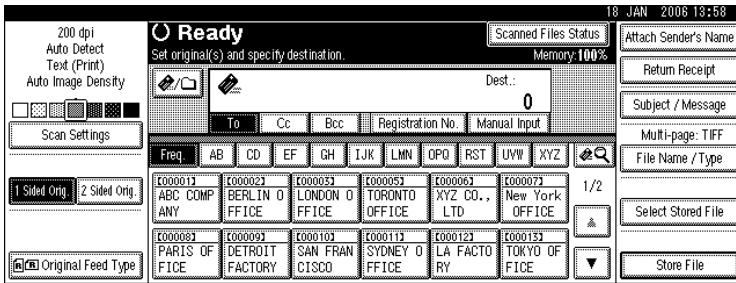 18 JAN 2006 13:58
200 dpi
Auto Detect
Text (Print)
Auto Image Density
Scan Settings
1 Sided Orig. 2 Sided Orig.
Original Feed Type
Ready
Scanned Files Status
Set original(s) and specify destination.
Memory:100%
Dest.:
0
To Cc Bcc Registration No. Manual Input
Freq. AB CD EF GH IJK LMN OPQ RST UVW XYZ
[00001] [00002] [00003] [00005] [00006] [00007]
ABC COMP BERLIN O LONDON O TORONTO XYZ CO., New York
ANY FFICE FFICE OFFICE LTD OFFICE
1/2
[00008] [00009] [00010] [00011] [00012] [00013]
PARIS OF DETROIT SAN FRAN SYDNEY O LA FACTO TOKYO OF
FICE FACTORY CISCO FFICE RY FICE
Attach Sender's Name
Return Receipt
Subject / Message
Multi-page: TIFF
File Name / Type
Select Stored File
Store File